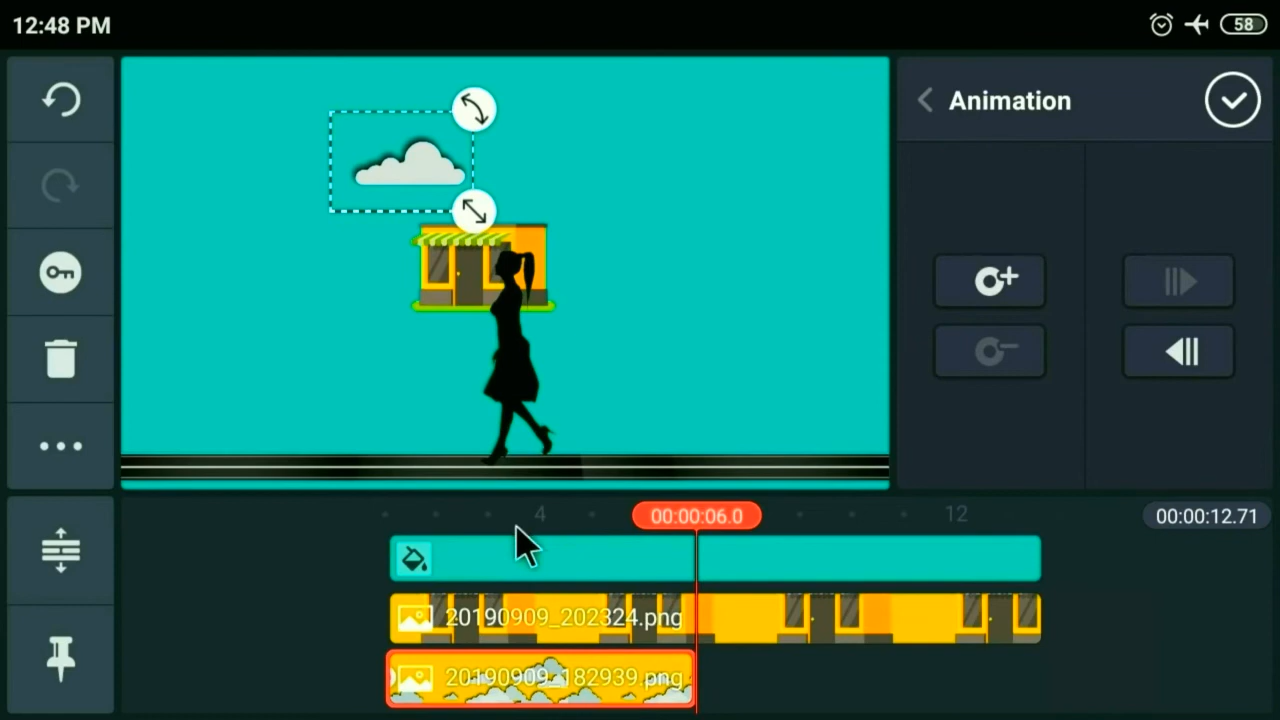 12:48 PM
58
Animation
4
00:00:06.0
12
00:00:12.71
20190909_202324.png
20190909_182939.png